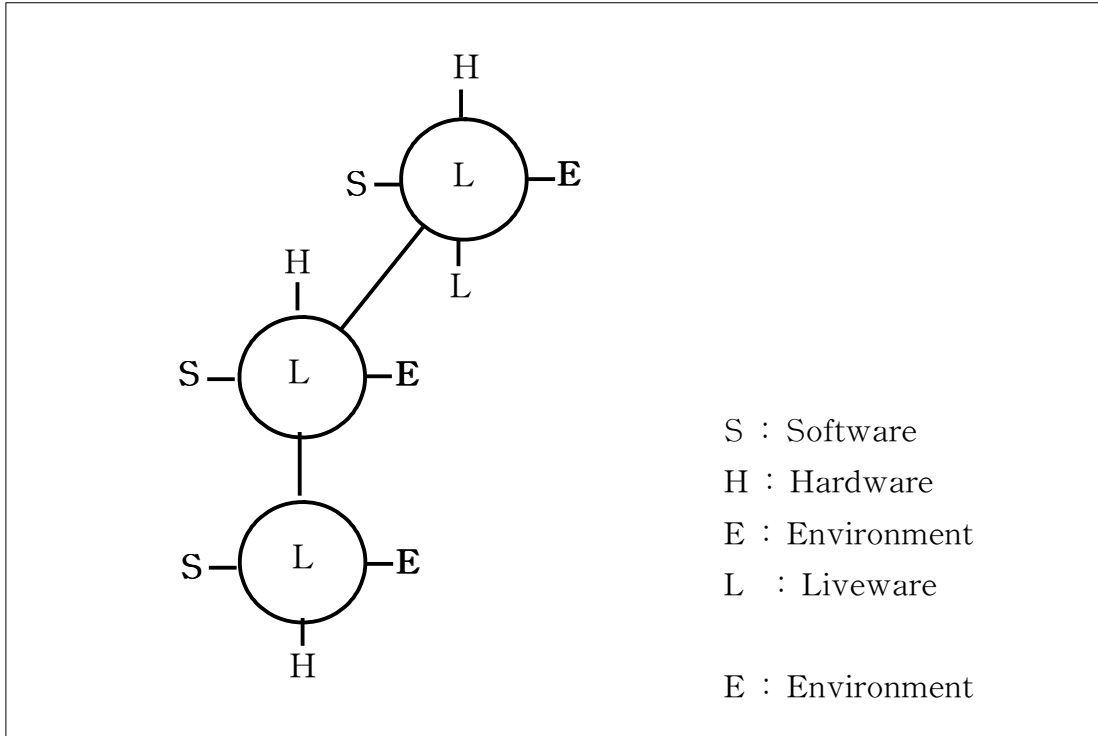 H
S L E
L
H
S L E
S L E
H
S : Software
H : Hardware
E : Environment
L : Liveware
E : Environment